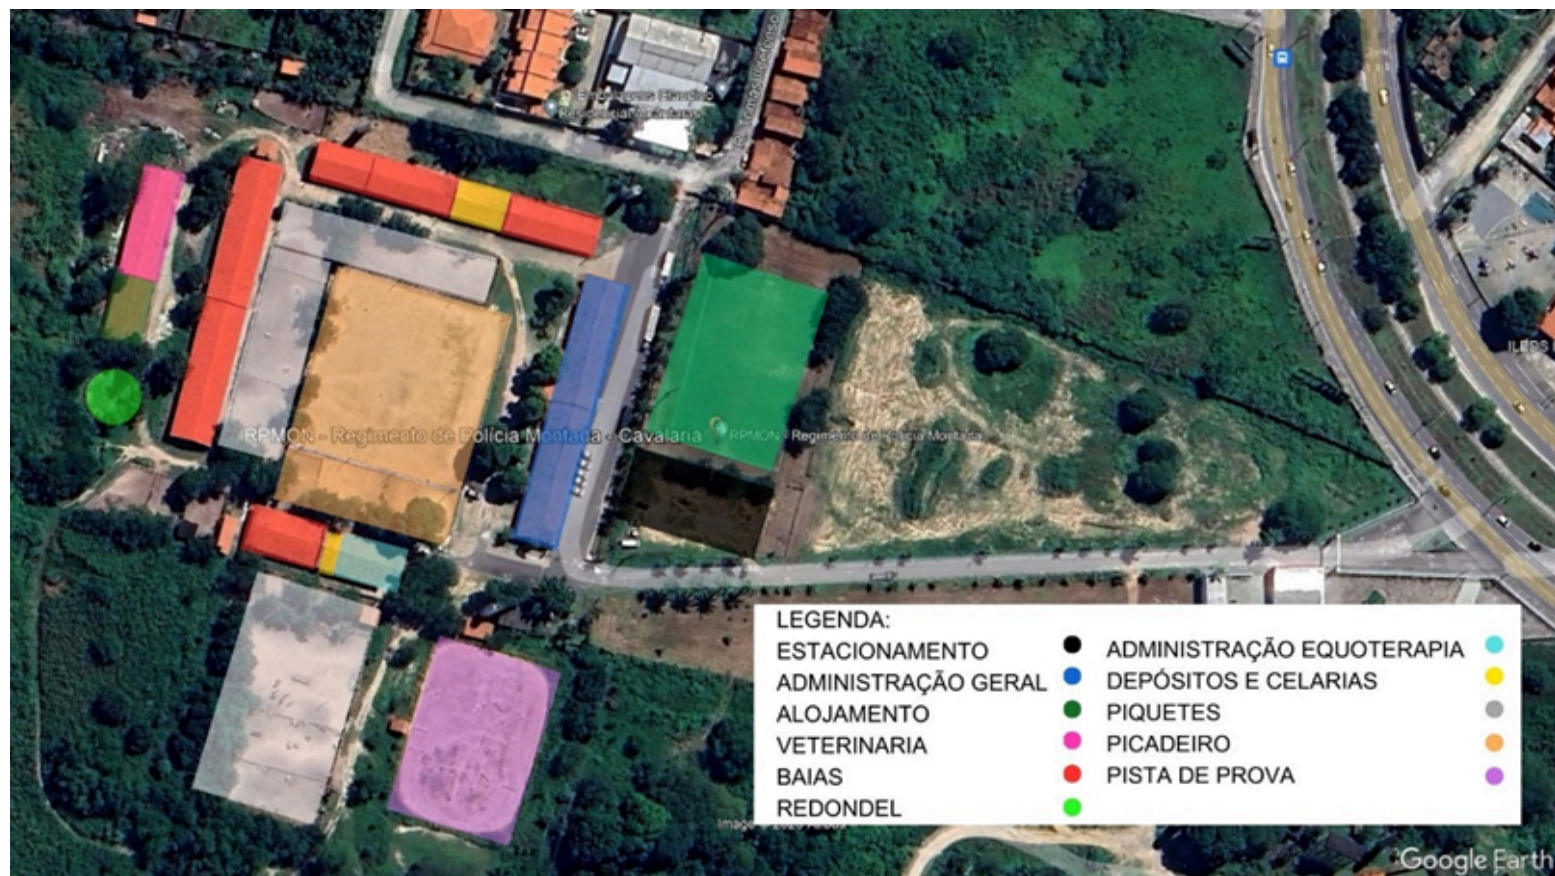 RPMON - Regimento de Polícia Montada - Cavalaria
RPMON - Regimento de Polícia Montada
ILEPS
LEGENDA:
ESTACIONAMENTO
ADMINISTRAÇÃO GERAL
ALOJAMENTO
VETERINARIA
BAIAS
REDONDEL
ADMINISTRAÇÃO EQUOTERAPIA
DEPÓSITOS E CELARIAS
PIQUETES
PICADEIRO
PISTA DE PROVA
Google Earth